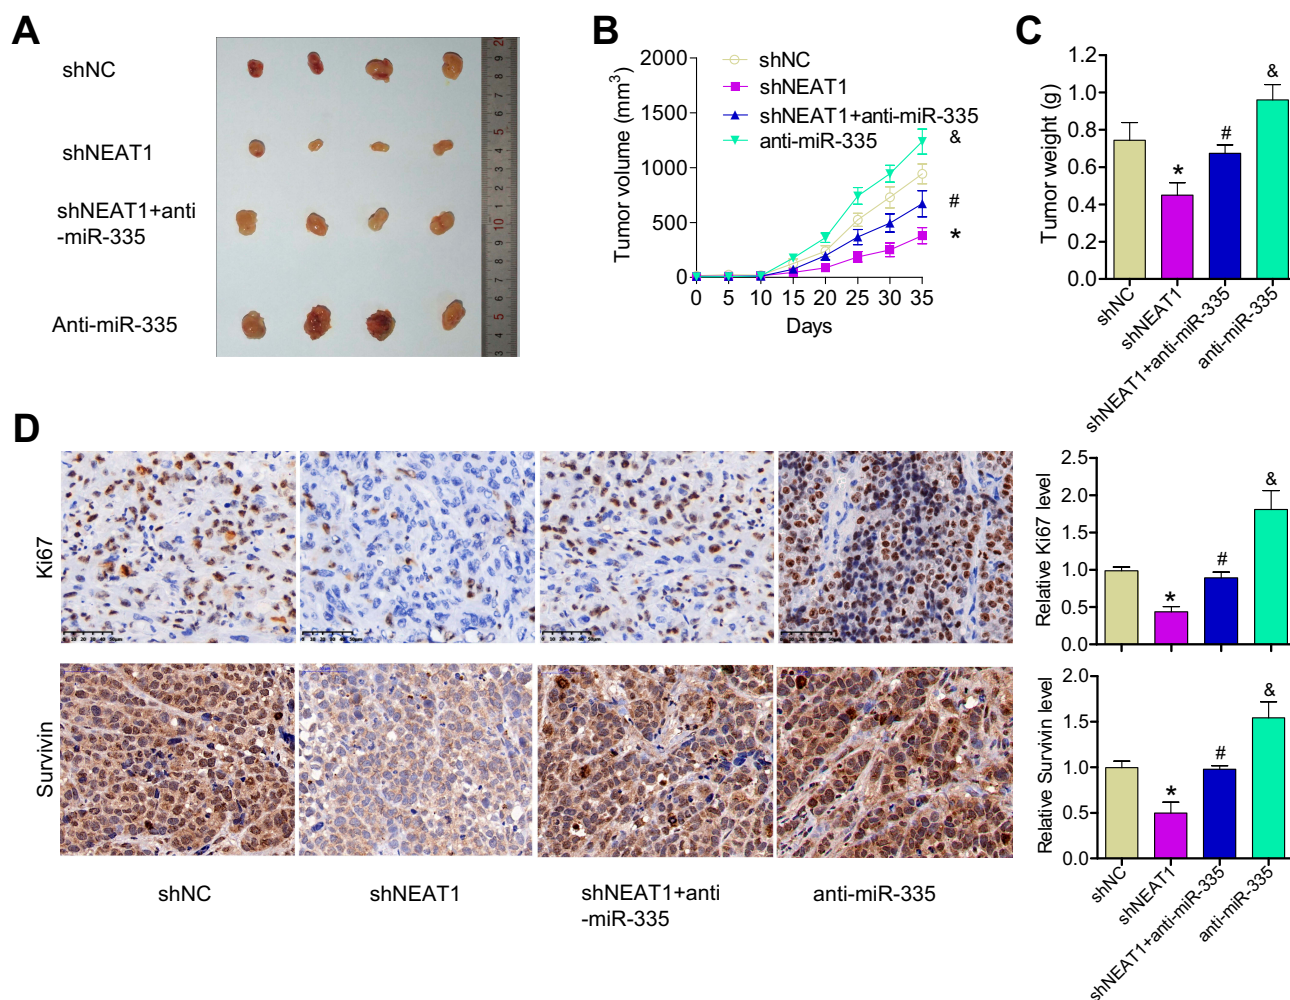 A
shNC
shNEAT1
shNEAT1+anti
-miR-335
Anti-miR-335
B
Tumor volume (mm³)
2000
1500
1000
500
0
0 5 10 15 20 25 30 35
Days
shNC
shNEAT1
shNEAT1+anti-miR-335
anti-miR-335
&
#
*
C
Tumor weight (g)
1.2
1.0
0.8
0.6
0.4
0.2
0.0
* # &
shNC
shNEAT1
shNEAT1+anti-miR-335
anti-miR-335
D
Ki67
Survivin
shNC
shNEAT1
shNEAT1+anti
-miR-335
anti-miR-335
Relative Ki67 level
2.5
2.0
1.5
1.0
0.5
0.0
* # &
Relative Survivin level
2.0
1.5
1.0
0.5
0.0
* # &
shNC
shNEAT1
shNEAT1+anti-miR-335
anti-miR-335